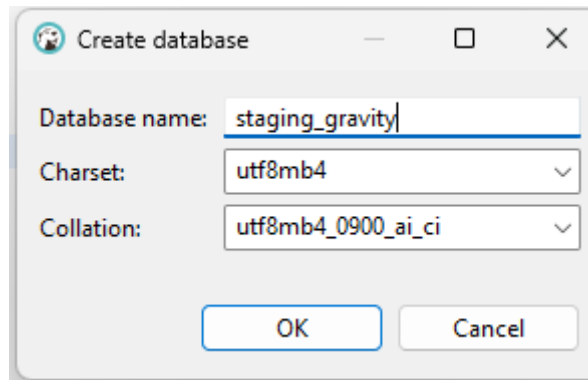 Create database
Database name: staging_gravity
Charset: utf8mb4
Collation: utf8mb4_0900_ai_ci
OK Cancel